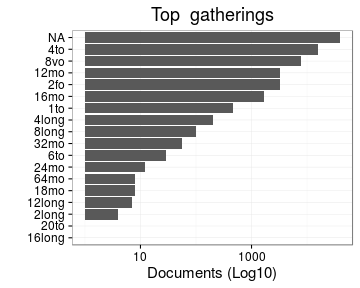 Top gatherings
NA
4to
8vo
12mo
2fo
16mo
1to
4long
8long
32mo
6to
24mo
64mo
18mo
12long
2long
20to
16long
10
1000
Documents (Log10)